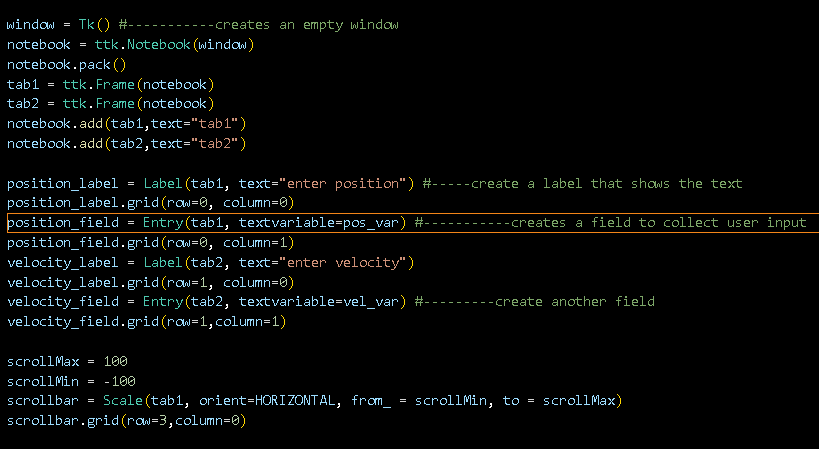 window = Tk() #-----------creates an empty window
notebook = ttk.Notebook(window)
notebook.pack()
tab1 = ttk.Frame(notebook)
tab2 = ttk.Frame(notebook)
notebook.add(tab1,text="tab1")
notebook.add(tab2,text="tab2")
position_label = Label(tab1, text="enter position") #-----create a label that shows the text
position_label.grid(row=0, column=0)
position_field = Entry(tab1, textvariable=pos_var) #-----------creates a field to collect user input
position_field.grid(row=0, column=1)
velocity_label = Label(tab2, text="enter velocity")
velocity_label.grid(row=1, column=0)
velocity_field = Entry(tab2, textvariable=vel_var) #---------create another field
velocity_field.grid(row=1,column=1)
scrollMax = 100
scrollMin = -100
scrollbar = Scale(tab1, orient=HORIZONTAL, from_ = scrollMin, to = scrollMax)
scrollbar.grid(row=3,column=0)